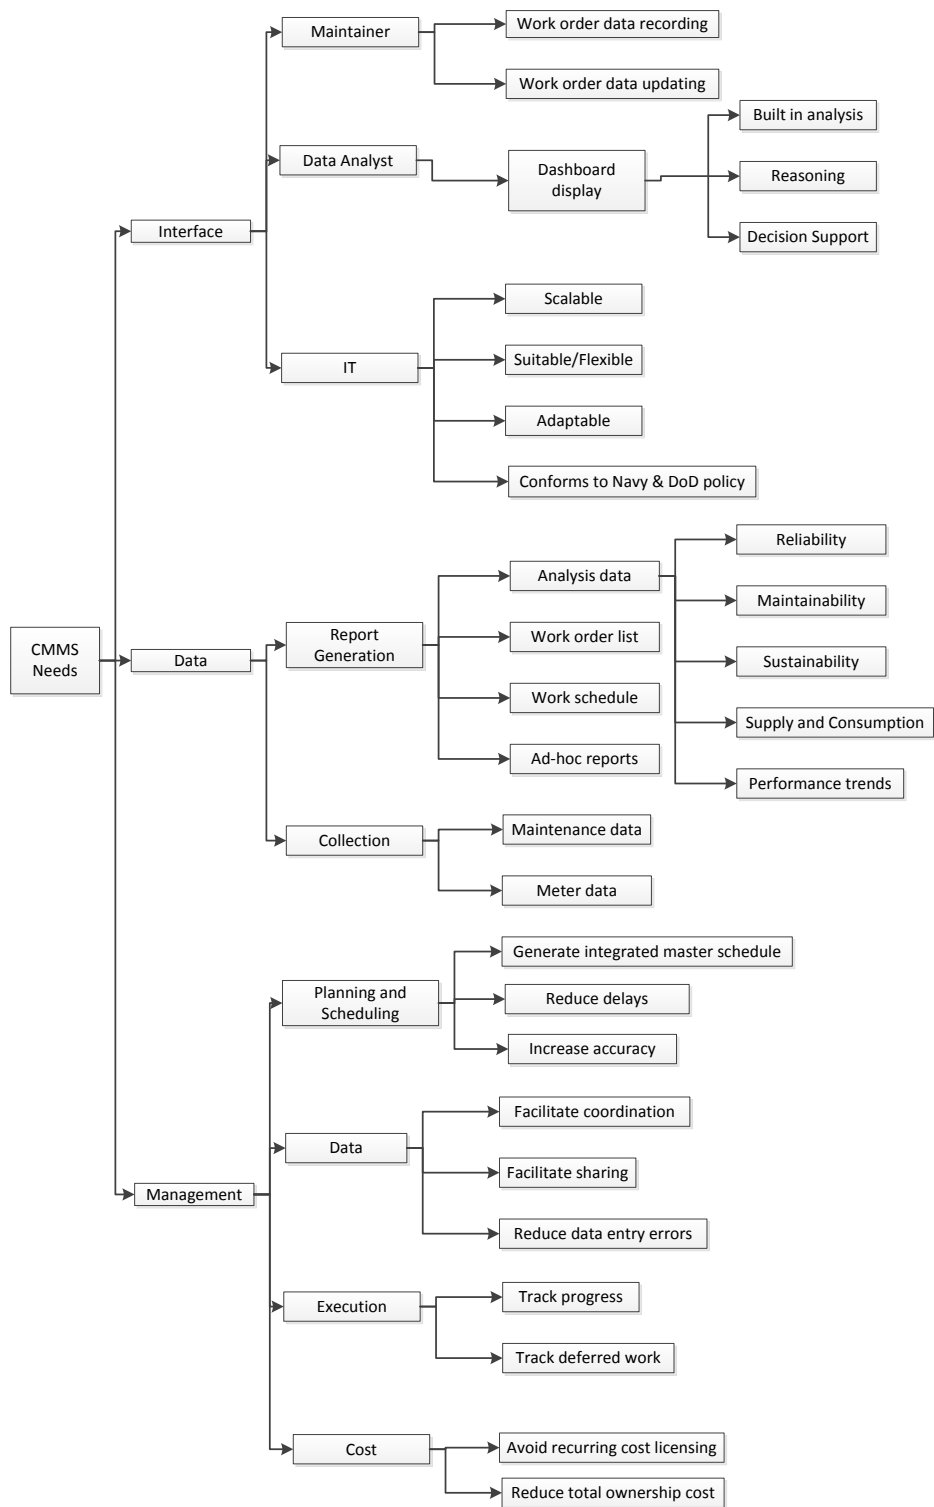 CMMS
Needs
Interface
Maintainer
Work order data recording
Work order data updating
Data Analyst
Dashboard
display
Built in analysis
Reasoning
Decision Support
IT
Scalable
Suitable/Flexible
Adaptable
Conforms to Navy & DoD policy
Data
Report
Generation
Analysis data
Reliability
Maintainability
Sustainability
Supply and Consumption
Performance trends
Work order list
Work schedule
Ad-hoc reports
Collection
Maintenance data
Meter data
Management
Planning and
Scheduling
Generate integrated master schedule
Reduce delays
Increase accuracy
Data
Facilitate coordination
Facilitate sharing
Reduce data entry errors
Execution
Track progress
Track deferred work
Cost
Avoid recurring cost licensing
Reduce total ownership cost